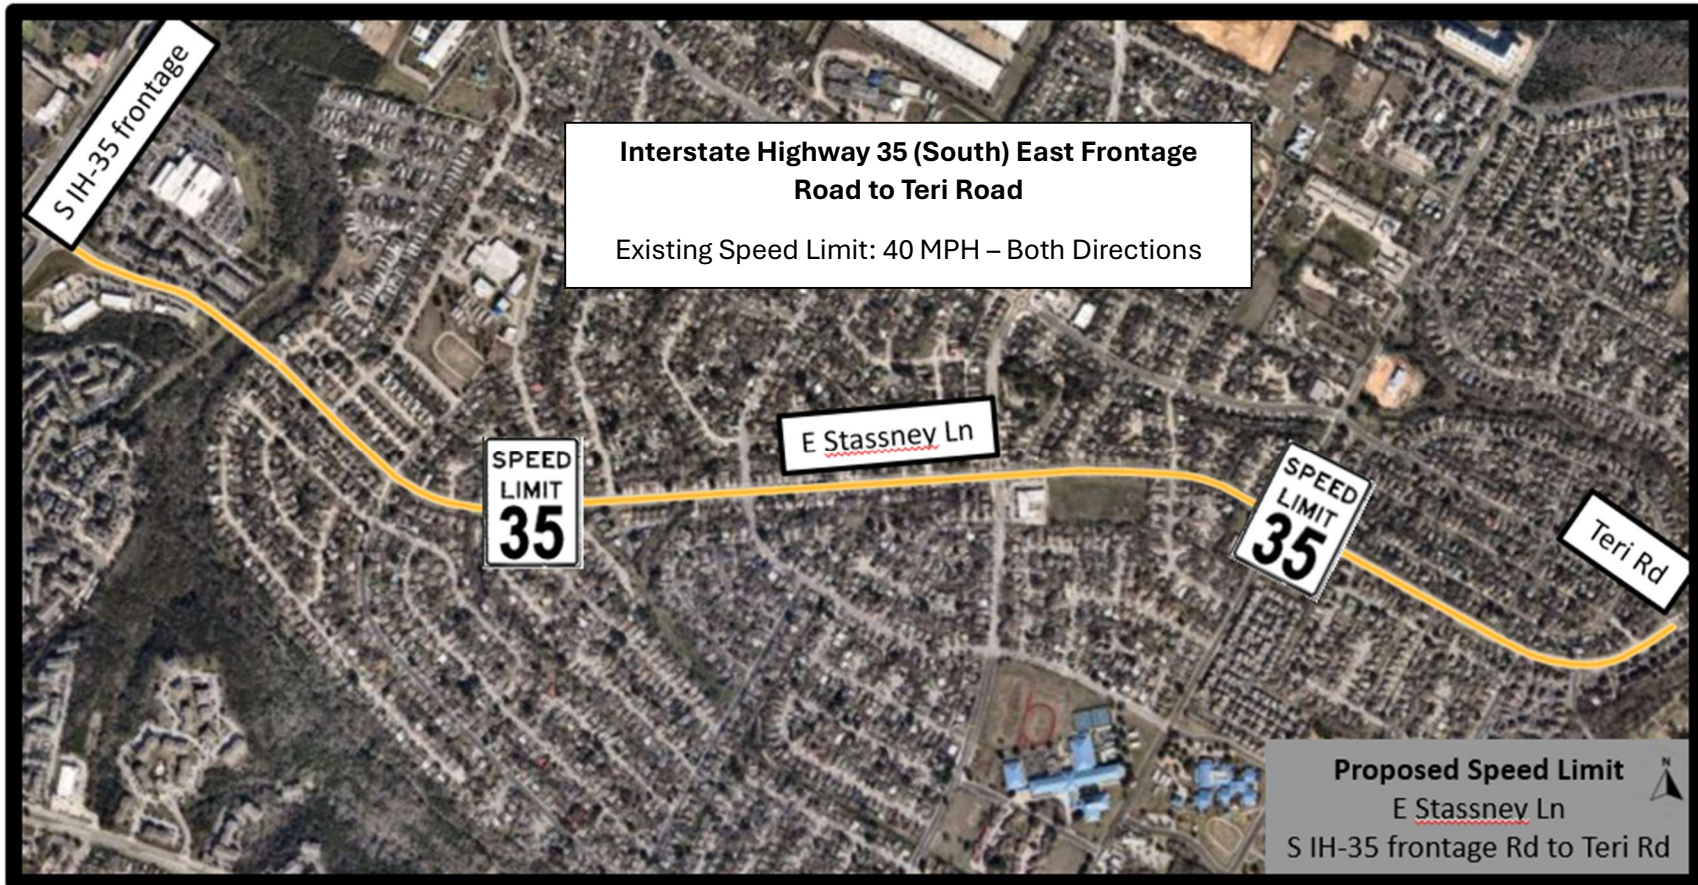 S IH-35 frontage
Interstate Highway 35 (South) East Frontage
Road to Teri Road
Existing Speed Limit: 40 MPH – Both Directions
E Stassney Ln
SPEED
LIMIT
35
SPEED
LIMIT
35
Teri Rd
Proposed Speed Limit
N
E Stassney Ln
S IH-35 frontage Rd to Teri Rd